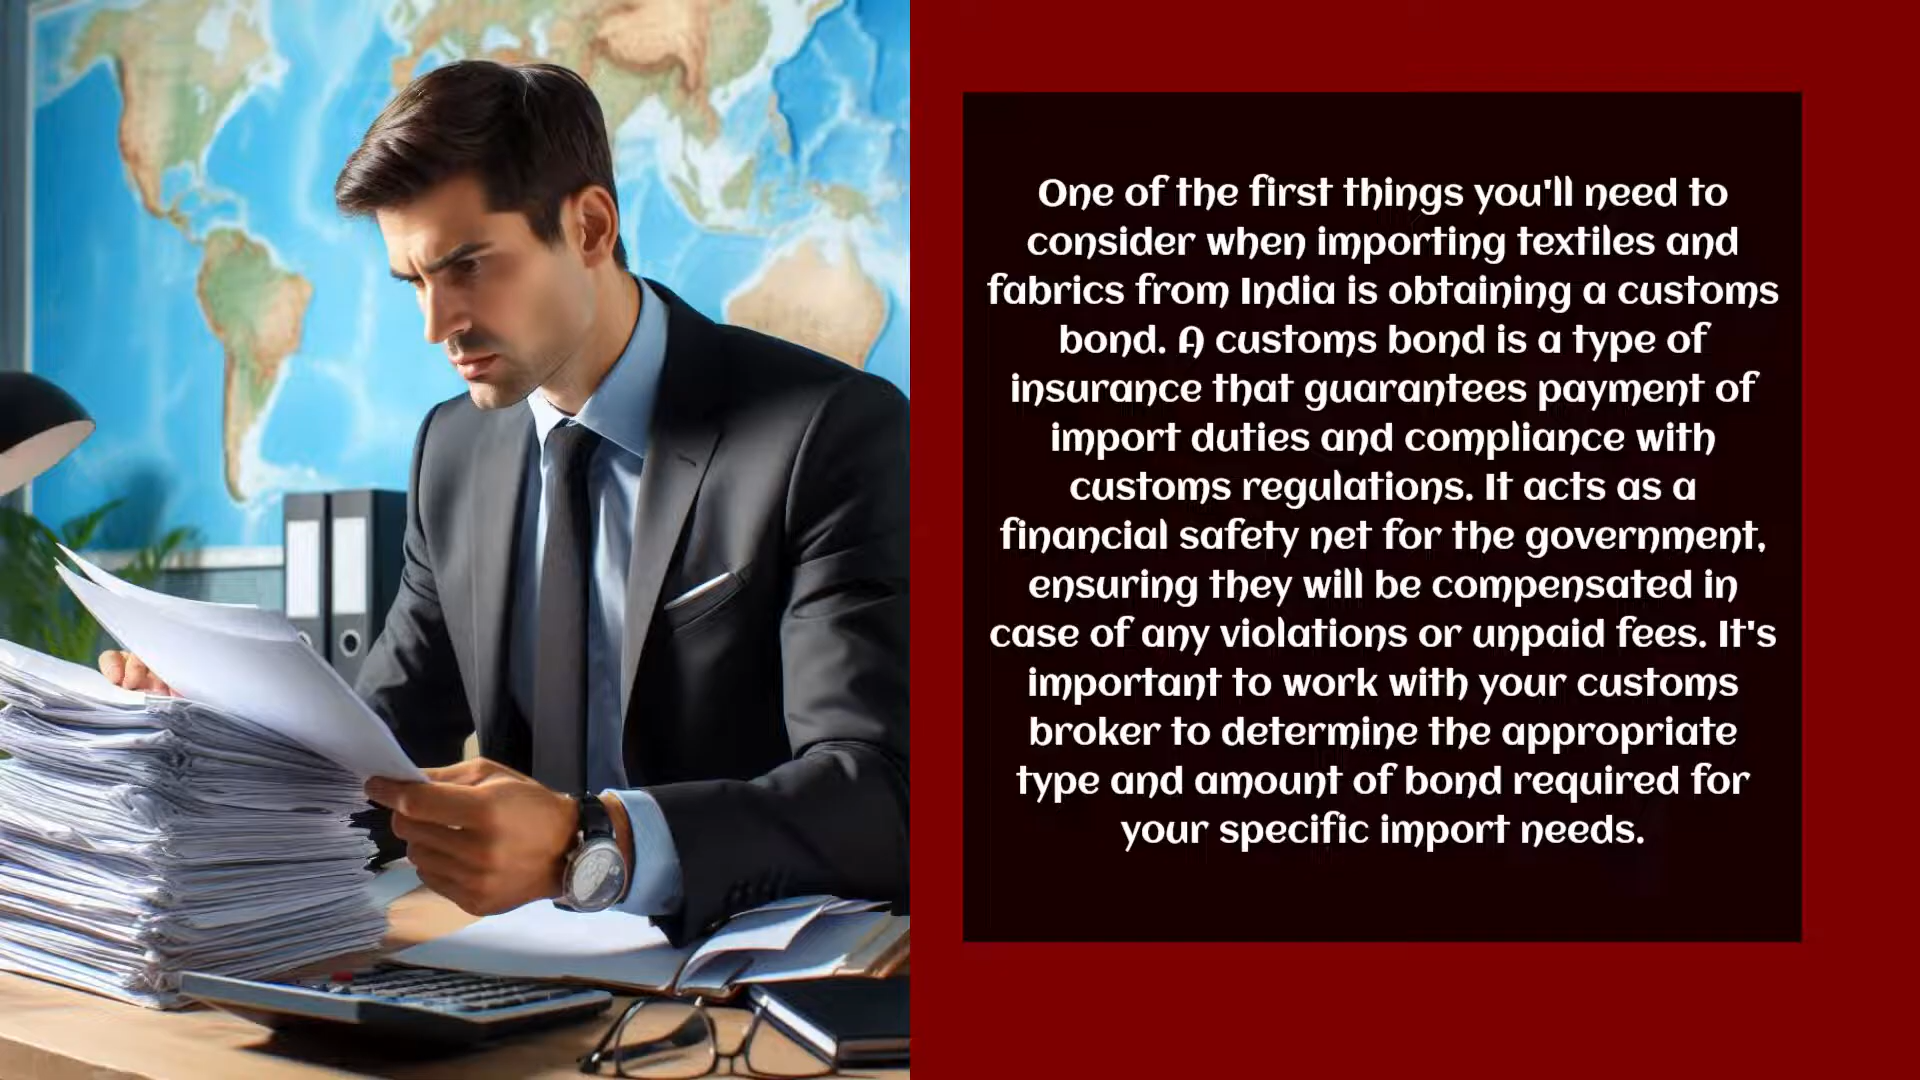 One of the first things you'll need to
consider when importing textiles and
fabrics from India is obtaining a customs
bond. A customs bond is a type of
insurance that guarantees payment of
import duties and compliance with
customs regulations. It acts as a
financial safety net for the government,
ensuring they will be compensated in
case of any violations or unpaid fees. It's
important to work with your customs
broker to determine the appropriate
type and amount of bond required for
your specific import needs.